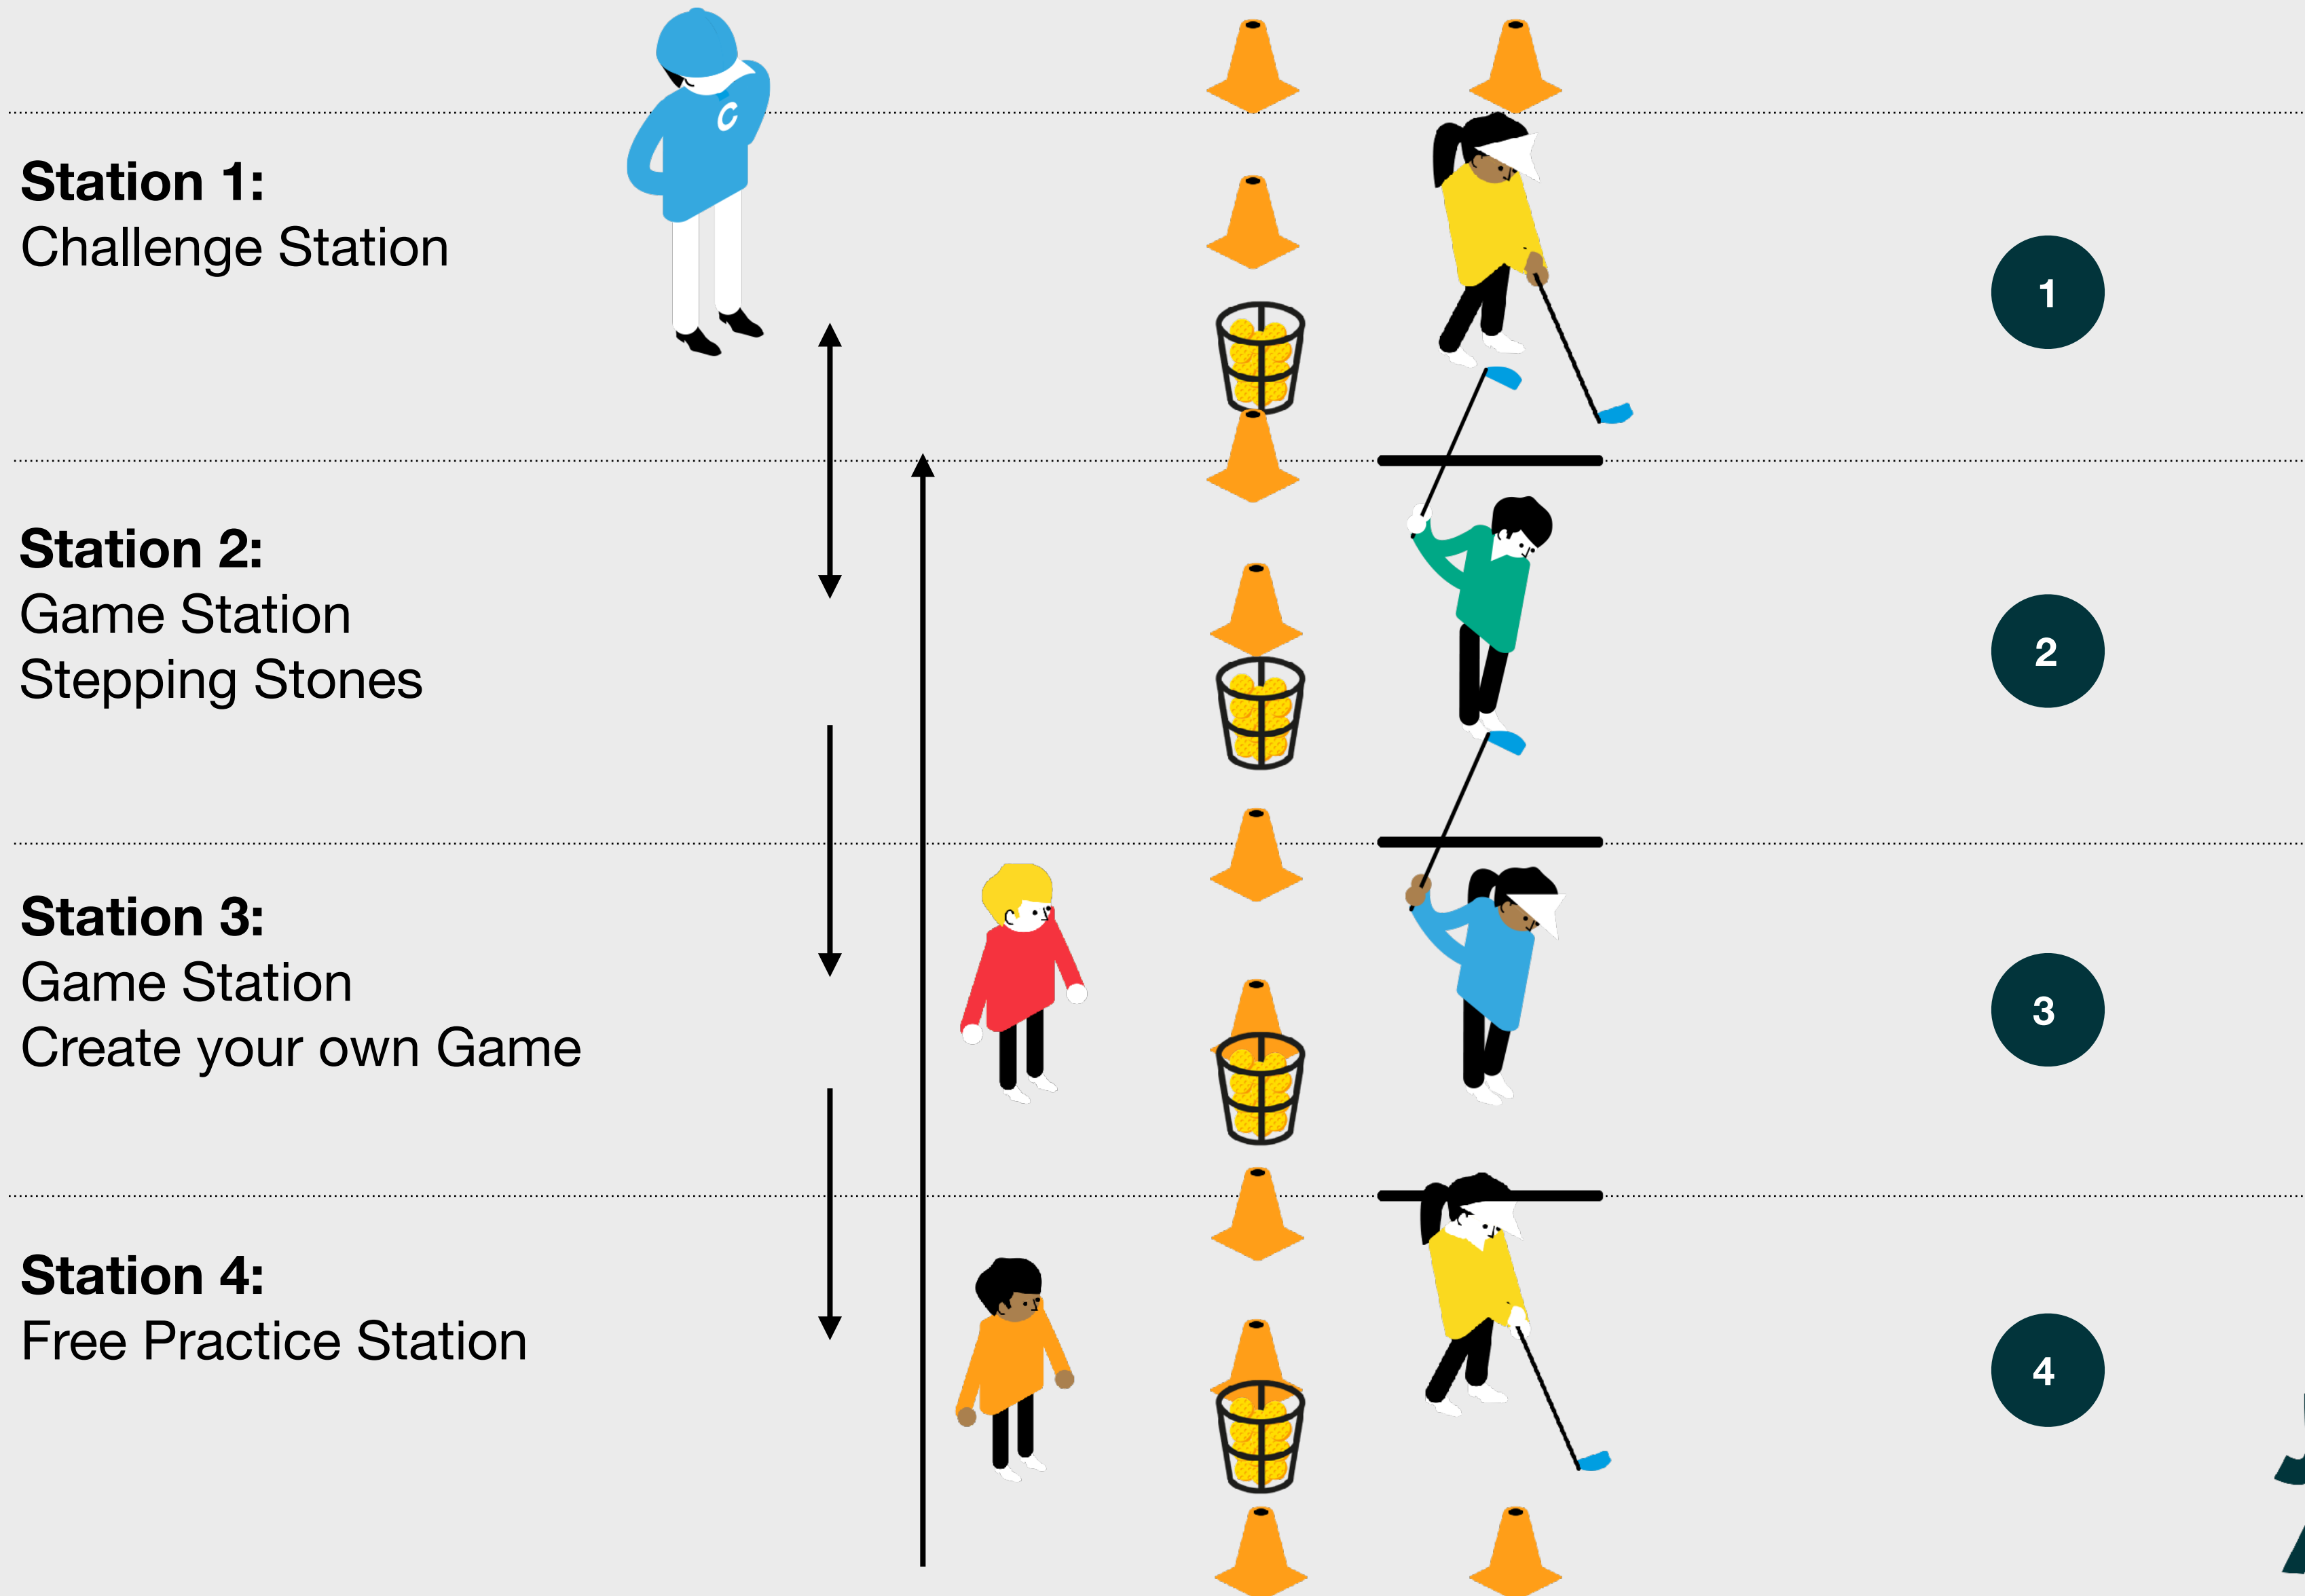 C
Station 1:
Challenge Station
1
Station 2:
Game Station
Stepping Stones
2
Station 3:
Game Station
Create your own Game
3
Station 4:
Free Practice Station
4